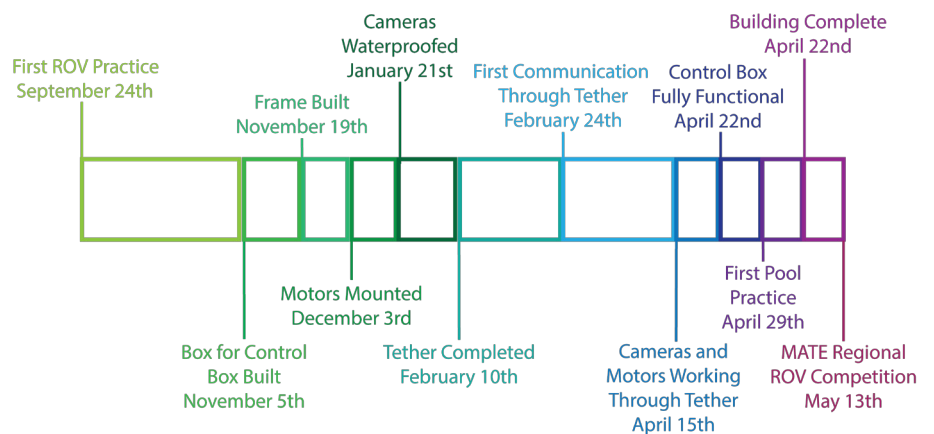 First ROV Practice
September 24th
Box for Control
Box Built
November 5th
Frame Built
November 19th
Motors Mounted
December 3rd
Cameras
Waterproofed
January 21st
Tether Completed
February 10th
First Communication
Through Tether
February 24th
Cameras and
Motors Working
Through Tether
April 15th
Control Box
Fully Functional
April 22nd
First Pool
Practice
April 29th
Building Complete
April 22nd
MATE Regional
ROV Competition
May 13th